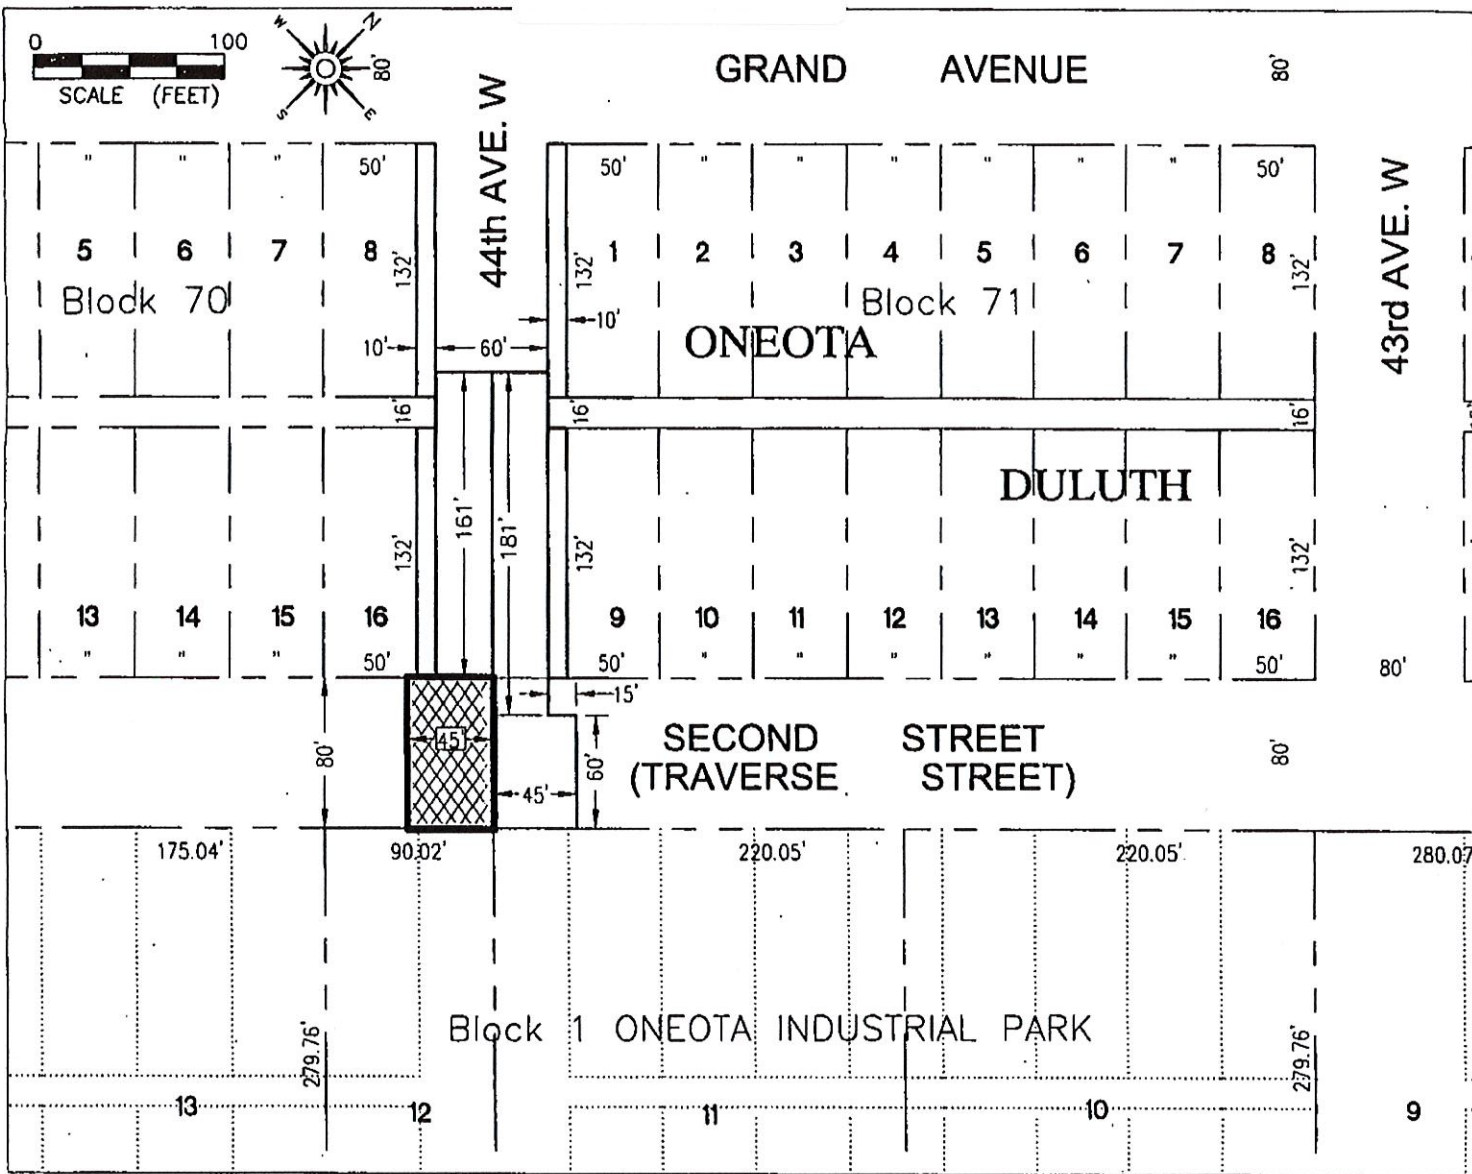 0 100
SCALE (FEET)
W N
S E
80'
44th AVE. W
GRAND AVENUE
80'
" " " 50'
50' " " " " " " 50'
5 6 7 8
132'
132'
1 2 3 4 5 6 7 8
132'
43rd AVE. W
Block 70
Block 71
10' 60' 10'
ONEOTA
16' 16' 16'
DULUTH
161'
181'
132' 132' 132'
13 14 15 16
9 10 11 12 13 14 15 16
" " " 50'
50' " " " " " " 50'
80'
15'
80'
45'
45'
60'
SECOND STREET
(TRAVERSE STREET)
80'
175.04' 90.02' 220.05' 220.05' 280.07
Block 1 ONEOTA INDUSTRIAL PARK
279.76' 279.76'
13 12 11 10 9